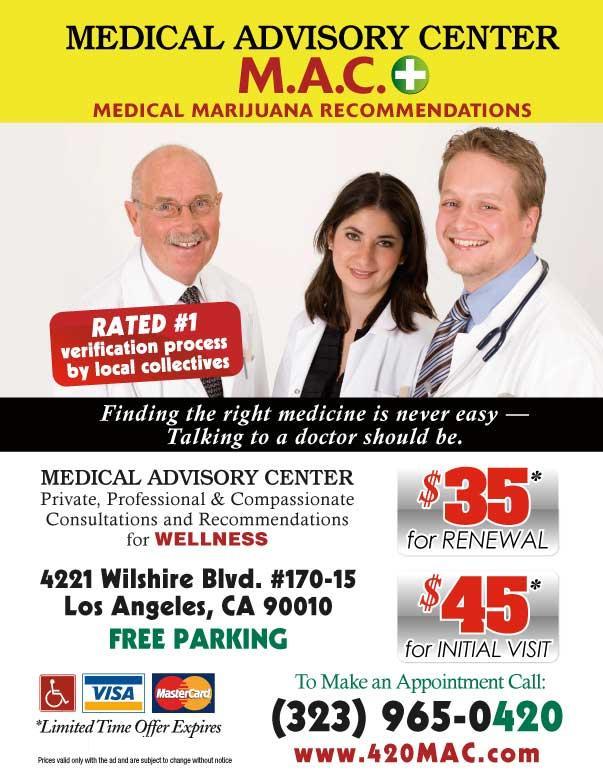 MEDICAL ADVISORY CENTER
M.A.C.
MEDICAL MARIJUANA RECOMMENDATIONS
RATED #1
verification process
by local collectives
Finding the right medicine is never easy —
Talking to a doctor should be.
MEDICAL ADVISORY CENTER
Private, Professional & Compassionate
Consultations and Recommendations
for WELLNESS
4221 Wilshire Blvd. #170-15
Los Angeles, CA 90010
FREE PARKING
$35*
for RENEWAL
$45*
for INITIAL VISIT
VISA MasterCard
*Limited Time Offer Expires
Prices valid only with the ad and are subject to change without notice
To Make an Appointment Call:
(323) 965-0420
www.420MAC.com